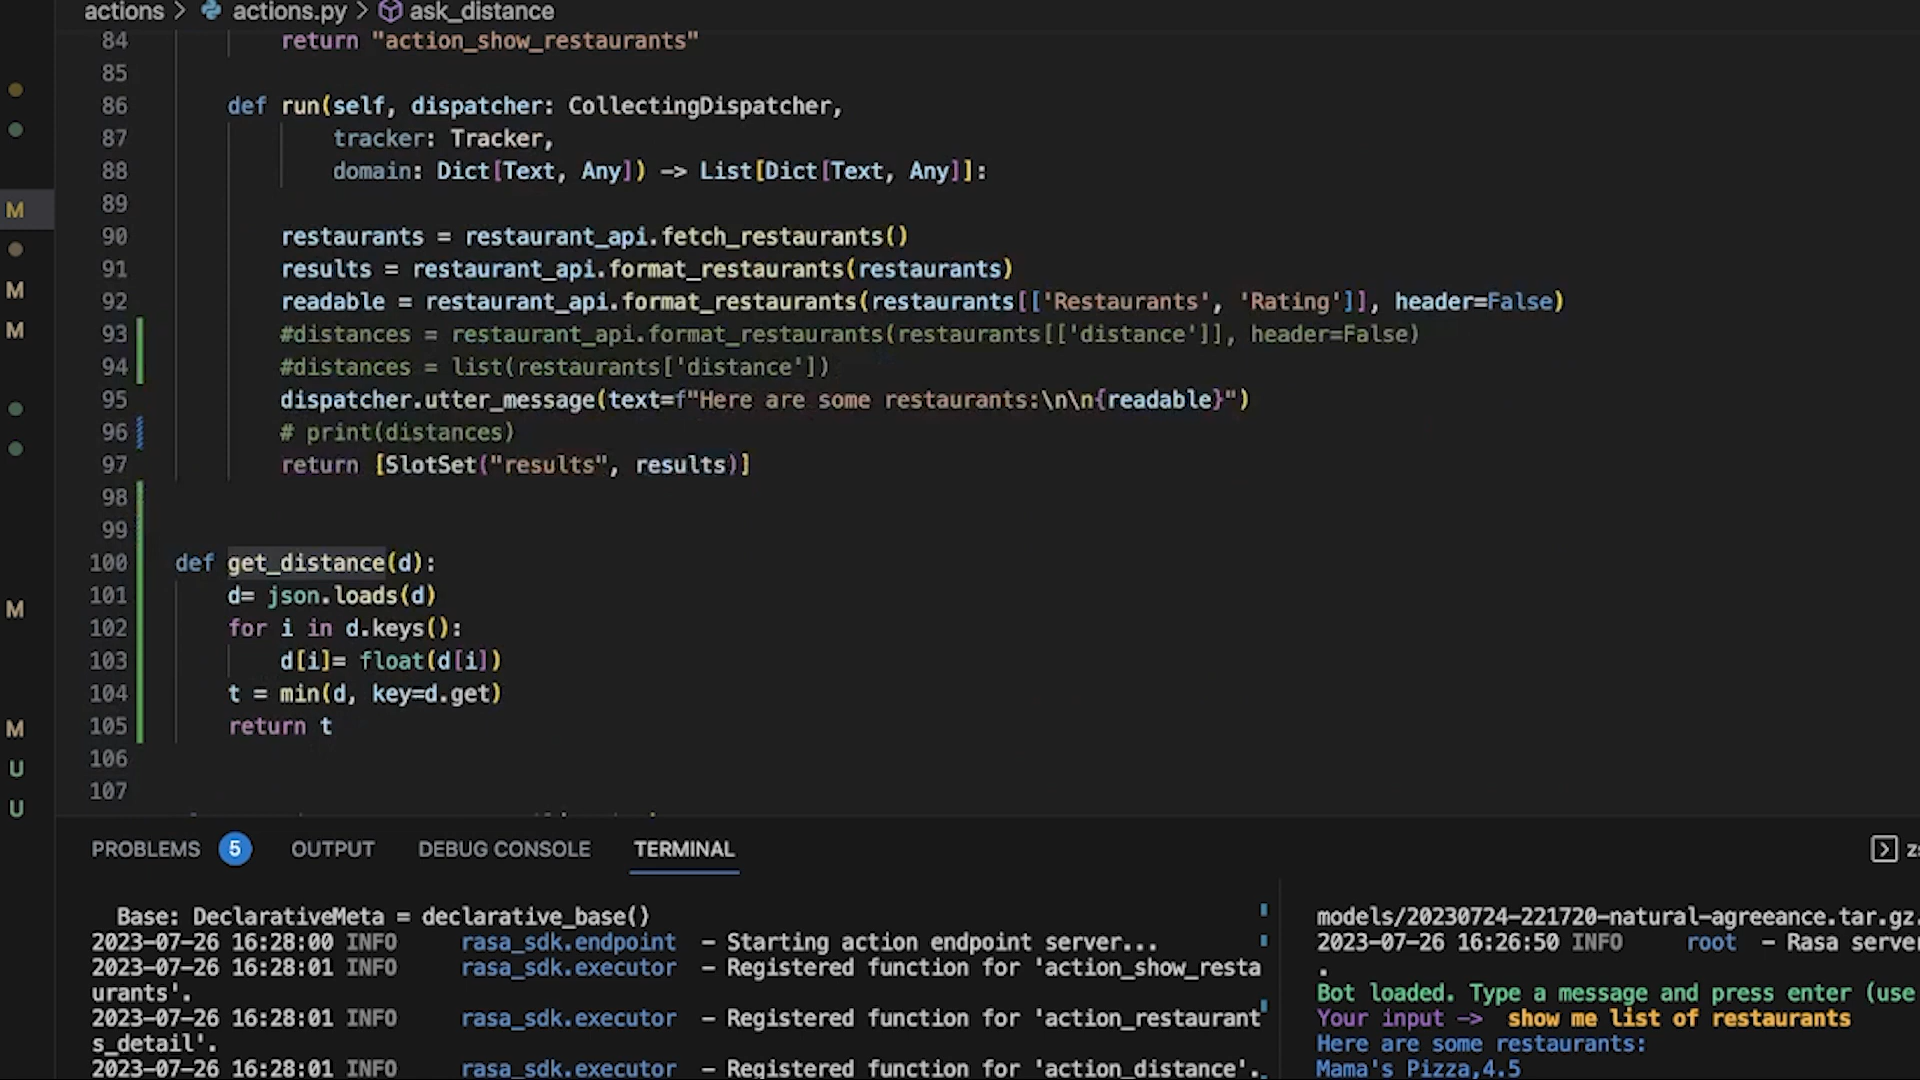 actions > actions.py > ask_distance
84 return "action_show_restaurants"
85
86 def run(self, dispatcher: CollectingDispatcher,
87 tracker: Tracker,
88 domain: Dict[Text, Any]) -> List[Dict[Text, Any]]:
89
90 restaurants = restaurant_api.fetch_restaurants()
91 results = restaurant_api.format_restaurants(restaurants)
92 readable = restaurant_api.format_restaurants(restaurants[['Restaurants', 'Rating']], header=False)
93 #distances = restaurant_api.format_restaurants(restaurants[['distance']], header=False)
94 #distances = list(restaurants['distance'])
95 dispatcher.utter_message(text=f"Here are some restaurants:\n\n{readable}")
96 # print(distances)
97 return [SlotSet("results", results)]
98
99
100 def get_distance(d):
101 d= json.loads(d)
102 for i in d.keys():
103 d[i]= float(d[i])
104 t = min(d, key=d.get)
105 return t
106
107
M
M
M
M
M
U
U
PROBLEMS 5 OUTPUT DEBUG CONSOLE TERMINAL
Base: DeclarativeMeta = declarative_base()
2023-07-26 16:28:00 INFO rasa_sdk.endpoint - Starting action endpoint server...
2023-07-26 16:28:01 INFO rasa_sdk.executor - Registered function for 'action_show_resta
urants'.
2023-07-26 16:28:01 INFO rasa_sdk.executor - Registered function for 'action_restaurant
s_detail'.
2023-07-26 16:28:01 INFO rasa_sdk.executor - Registered function for 'action_distance'.
models/20230724-221720-natural-agreeance.tar.gz.
2023-07-26 16:26:50 INFO root - Rasa server
.
Bot loaded. Type a message and press enter (use
Your input -> show me list of restaurants
Here are some restaurants:
Mama's Pizza,4.5